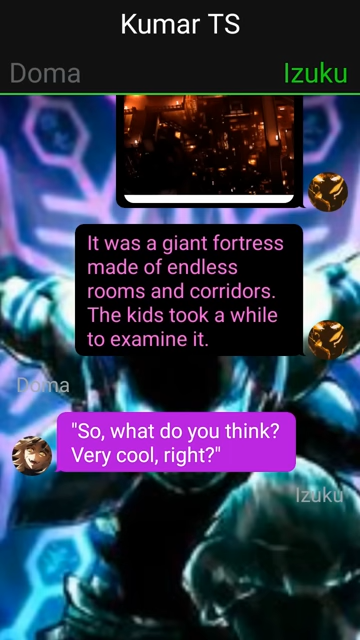 Kumar TS
Doma
Izuku
It was a giant fortress
made of endless
rooms and corridors.
The kids took a while
to examine it.
Doma
"So, what do you think?
Very cool, right?"
Izuku